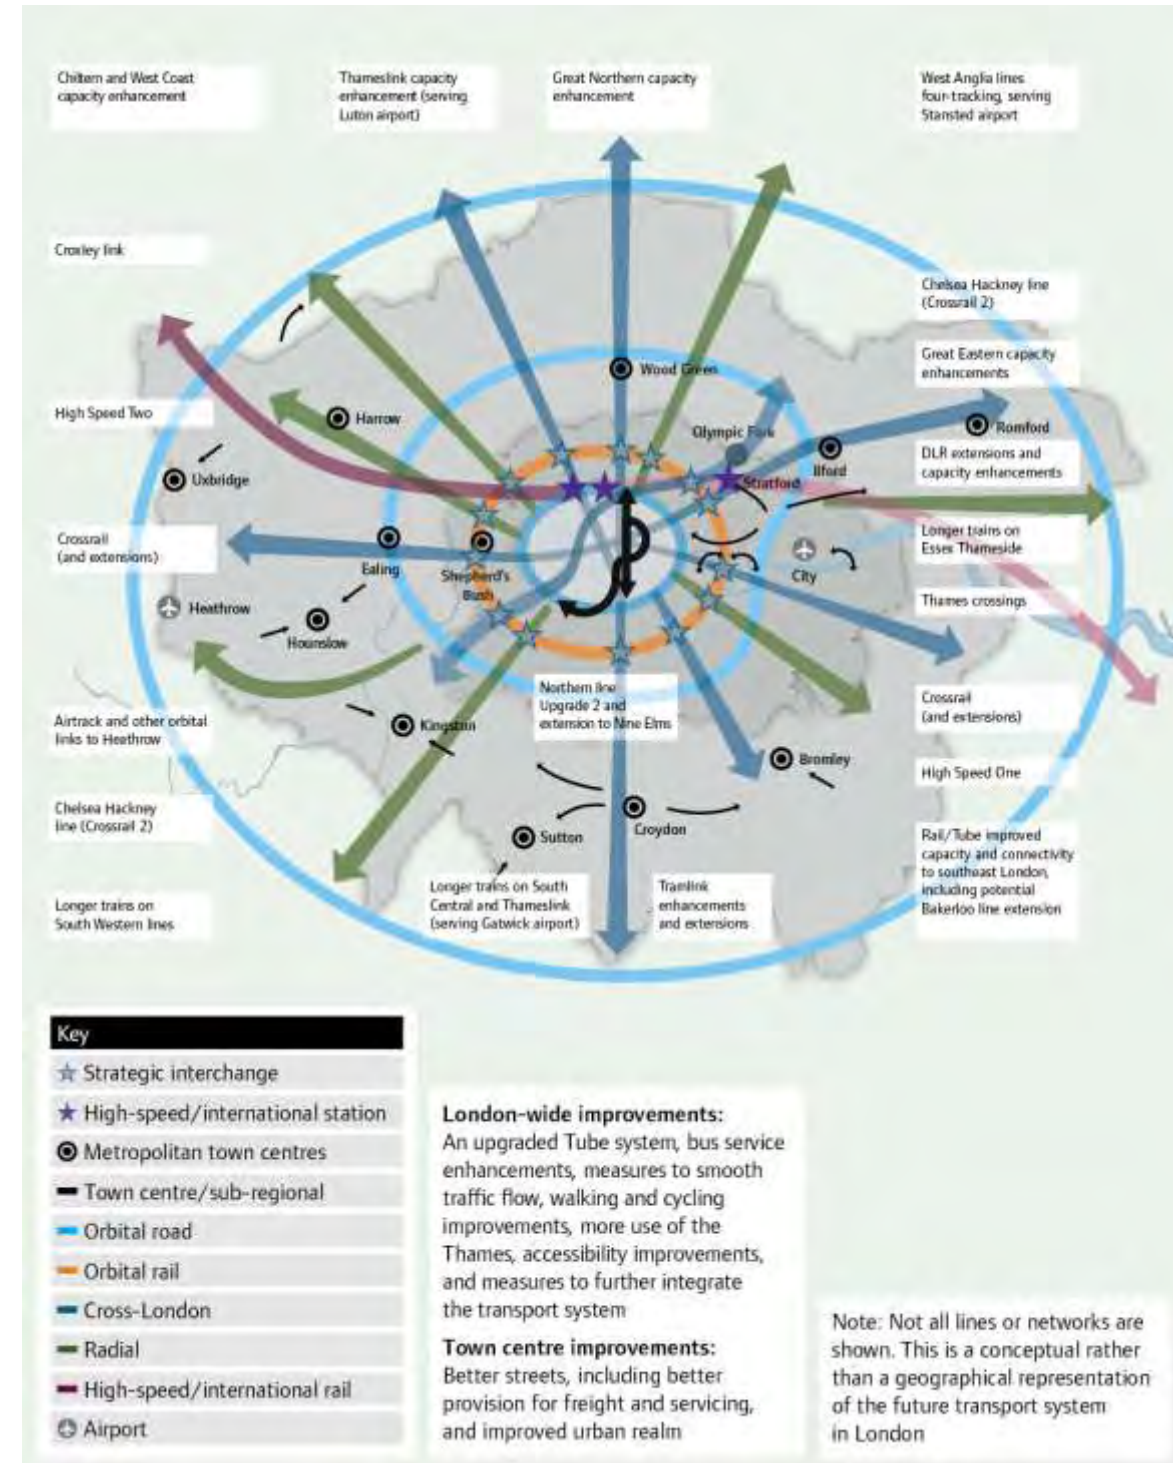 Chiltern and West Coast
capacity enhancement
Thameslink capacity
enhancement (serving
Luton airport)
Great Northern capacity
enhancement
West Anglia lines
four-tracking, serving
Stansted airport
Croxley link
Chelsea Hackney line
(Crossrail 2)
Great Eastern capacity
enhancements
Wood Green
High Speed Two
Harrow
Olympic Park
Romford
Ilford
DLR extensions and
capacity enhancements
Uxbridge
Stratford
Crossrail
(and extensions)
Longer trains on
Essex Thameside
Ealing
Shepherd's
Bush
City
Heathrow
Thames crossings
Hounslow
Northern line
Upgrade 2 and
extension to Nine Elms
Crossrail
(and extensions)
Airtrack and other orbital
links to Heathrow
Kingston
Bromley
High Speed One
Chelsea Hackney
line (Crossrail 2)
Sutton
Croydon
Rail/Tube improved
capacity and connectivity
to southeast London,
including potential
Bakerloo line extension
Longer trains on
South Western lines
Longer trains on South
Central and Thameslink
(serving Gatwick airport)
Tramlink
enhancements
and extensions
Key
Strategic interchange
High-speed/international station
Metropolitan town centres
Town centre/sub-regional
Orbital road
Orbital rail
Cross-London
Radial
High-speed/international rail
Airport
London-wide improvements:
An upgraded Tube system, bus service
enhancements, measures to smooth
traffic flow, walking and cycling
improvements, more use of the
Thames, accessibility improvements,
and measures to further integrate
the transport system
Town centre improvements:
Better streets, including better
provision for freight and servicing,
and improved urban realm
Note: Not all lines or networks are
shown. This is a conceptual rather
than a geographical representation
of the future transport system
in London